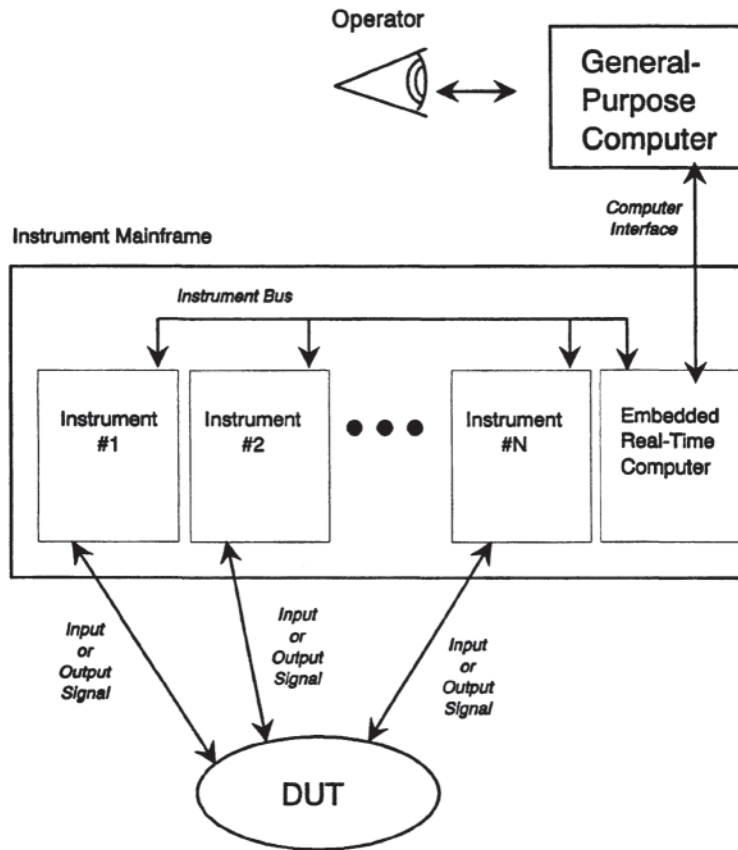 Operator
General-
Purpose
Computer
Computer
Interface
Instrument Mainframe
Instrument Bus
Instrument
#1
Instrument
#2
Instrument
#N
Embedded
Real-Time
Computer
Input
or
Output
Signal
Input
or
Output
Signal
Input
or
Output
Signal
DUT